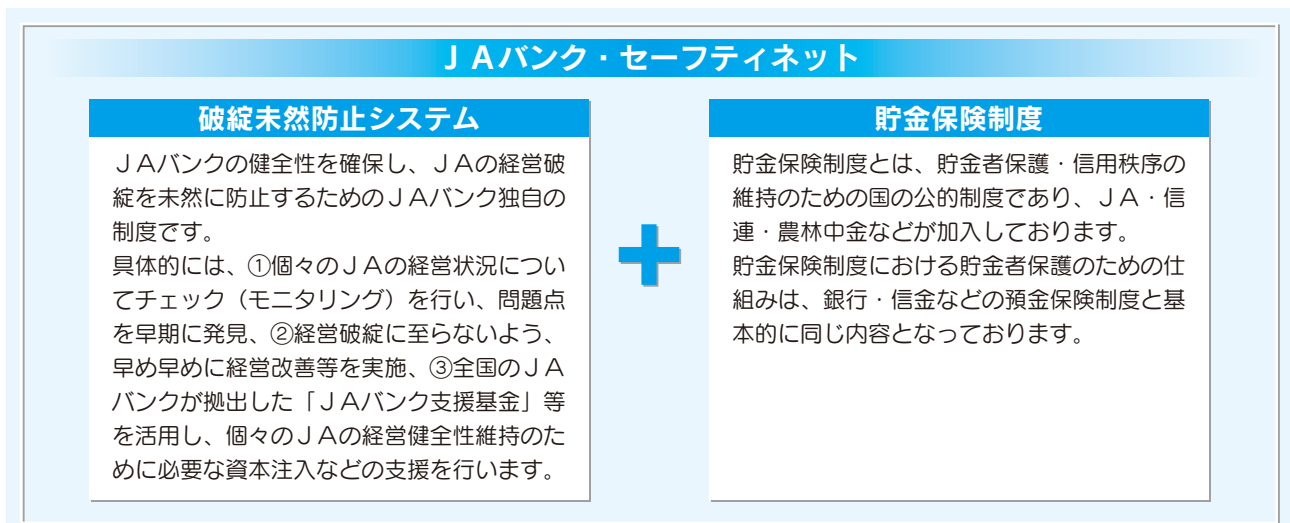 ＪＡバンク・セーフティネット
破綻未然防止システム
ＪＡバンクの健全性を確保し、ＪＡの経営破
綻を未然に防止するためのＪＡバンク独自の
制度です。
具体的には、①個々のＪＡの経営状況につい
てチェック（モニタリング）を行い、問題点
を早期に発見、②経営破綻に至らないよう、
早め早めに経営改善等を実施、③全国のＪＡ
バンクが拠出した「ＪＡバンク支援基金」等
を活用し、個々のＪＡの経営健全性維持のた
めに必要な資本注入などの支援を行います。
貯金保険制度
貯金保険制度とは、貯金者保護・信用秩序の
維持のための国の公的制度であり、ＪＡ・信
連・農林中金などが加入しております。
貯金保険制度における貯金者保護のための仕
組みは、銀行・信金などの預金保険制度と基
本的に同じ内容となっております。